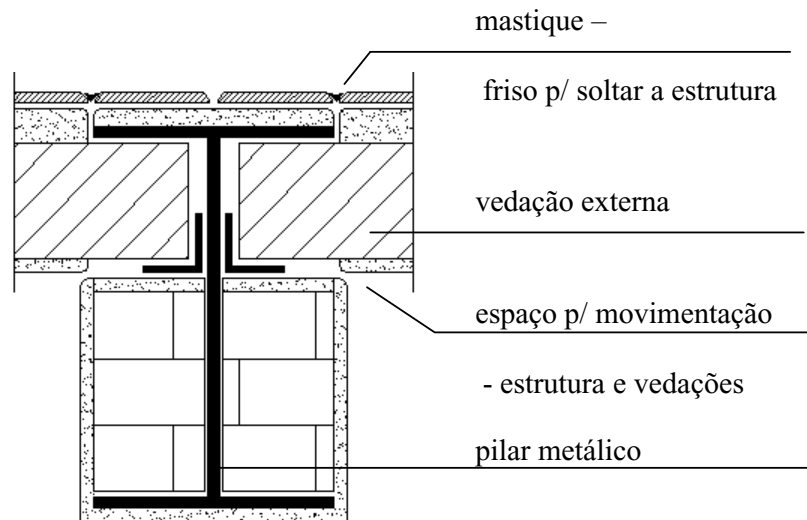 mastique –
friso p/ soltar a estrutura
vedação externa
espaço p/ movimentação
- estrutura e vedações
pilar metálico